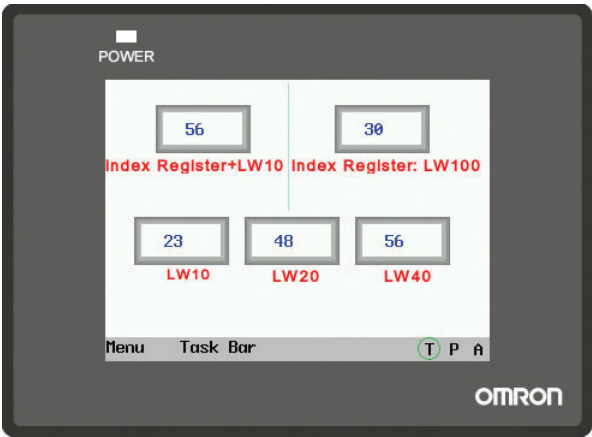 POWER
56
30
Index Register+LW10
Index Register: LW100
23
48
56
LW10
LW20
LW40
Menu Task Bar T P A
OMRON